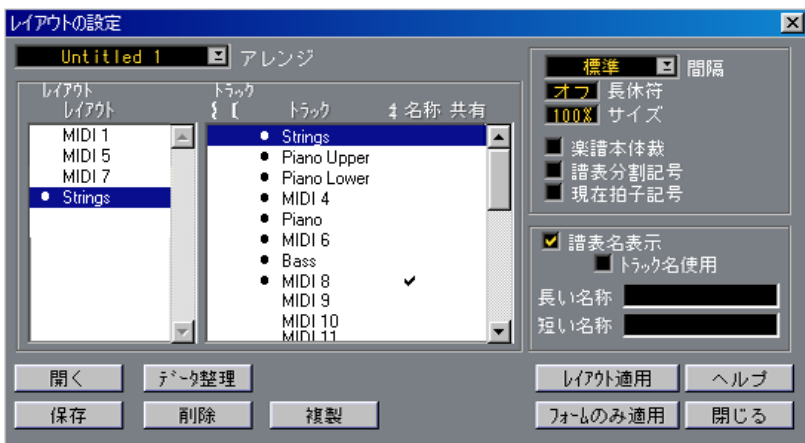 レイアウトの設定
Untitled 1
アレンジ
レイアウト
レイアウト
MIDI 1
MIDI 5
MIDI 7
Strings
トラック
{ [ トラック 名称 共有
Strings
Piano Upper
Piano Lower
MIDI 4
Piano
MIDI 6
Bass
MIDI 8
MIDI 9
MIDI 10
MIDI 11
標準 間隔
オフ 長休符
100% サイズ
楽譜本体裁
譜表分割記号
現在拍子記号
譜表名表示
トラック名使用
長い名称
短い名称
開く
データ整理
保存
削除
複製
レイアウト適用
ヘルプ
フォームのみ適用
閉じる